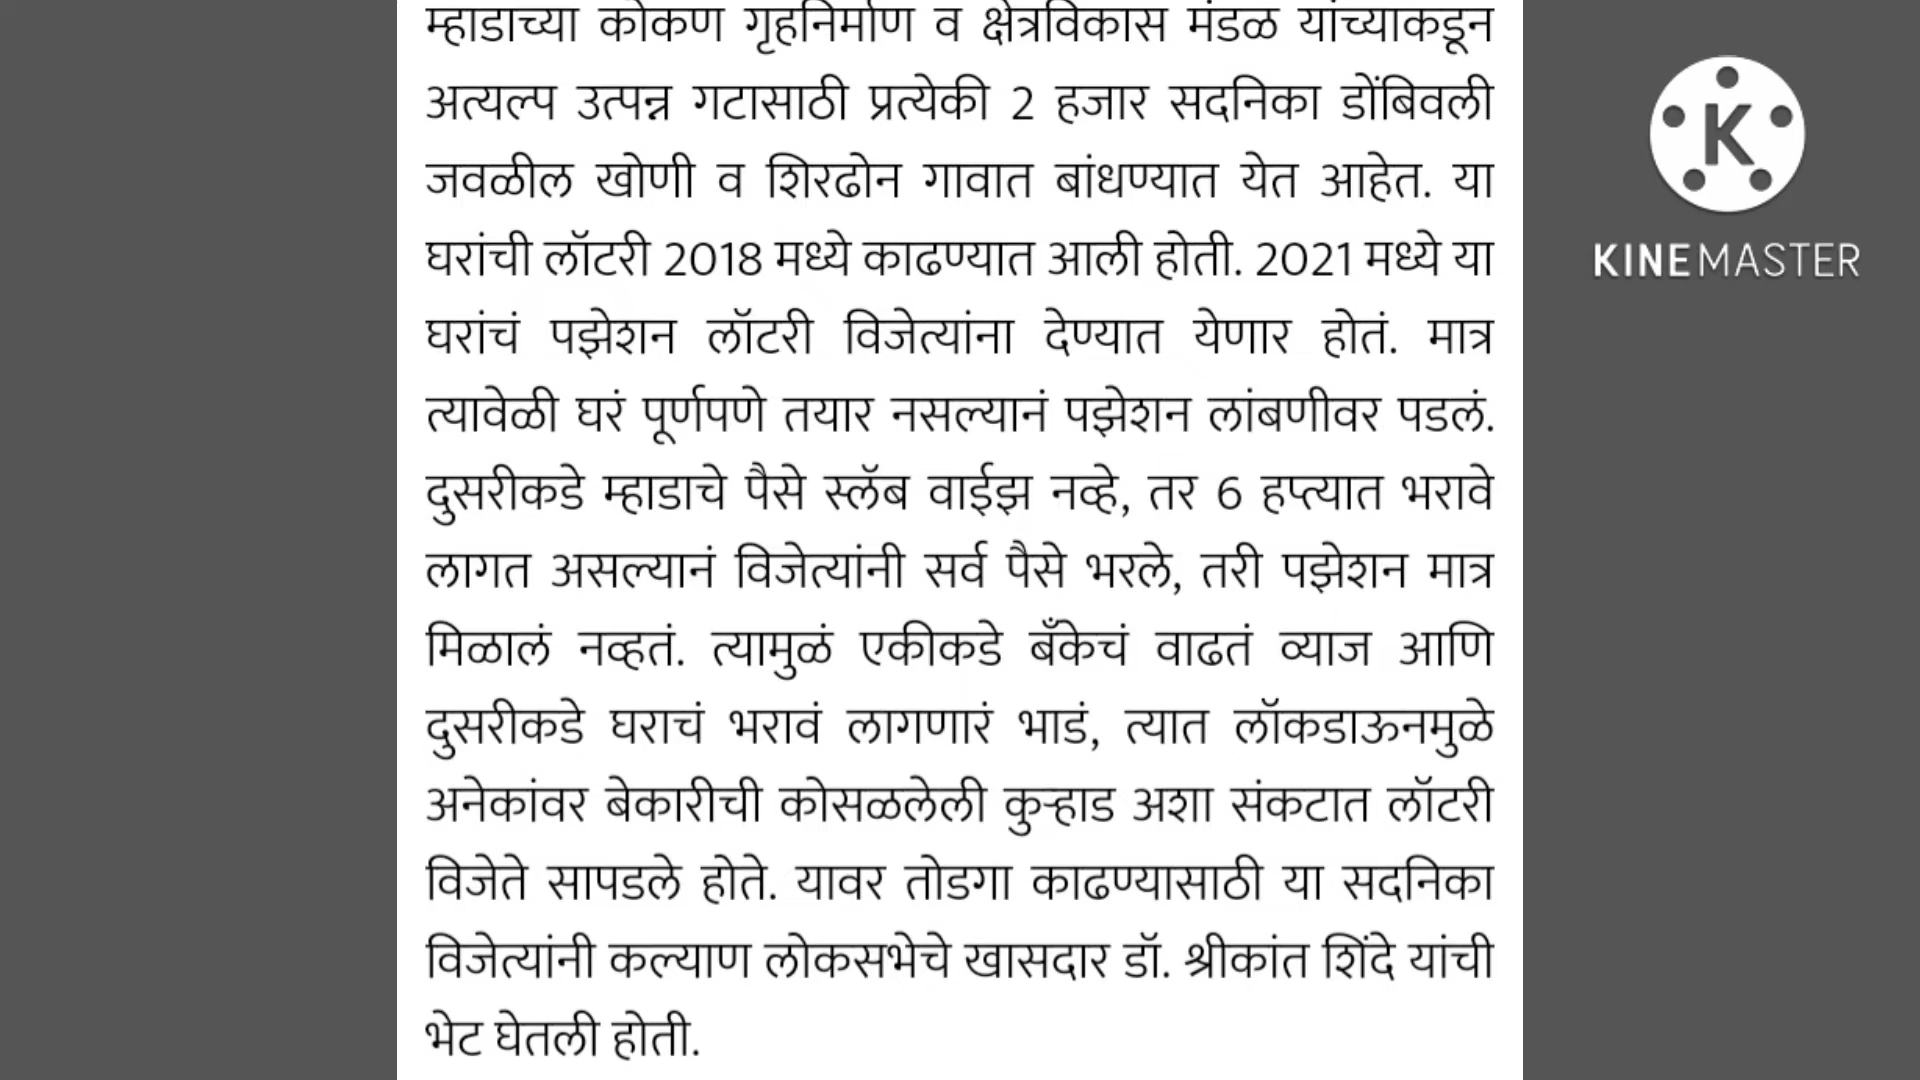 म्हाडाच्या कोकण गृहनिर्माण व क्षेत्रविकास मंडळ यांच्याकडून
अत्यल्प उत्पन्न गटासाठी प्रत्येकी 2 हजार सदनिका डोंबिवली
जवळील खोणी व शिरढोन गावात बांधण्यात येत आहेत. या
घरांची लॉटरी 2018 मध्ये काढण्यात आली होती. 2021 मध्ये या
घरांचं पझेशन लॉटरी विजेत्यांना देण्यात येणार होतं. मात्र
त्यावेळी घरं पूर्णपणे तयार नसल्यानं पझेशन लांबणीवर पडलं.
दुसरीकडे म्हाडाचे पैसे स्लॅब वाईझ नव्हे, तर 6 हप्त्यात भरावे
लागत असल्यानं विजेत्यांनी सर्व पैसे भरले, तरी पझेशन मात्र
मिळालं नव्हतं. त्यामुळं एकीकडे बँकेचं वाढतं व्याज आणि
दुसरीकडे घराचं भरावं लागणारं भाडं, त्यात लॉकडाऊनमुळे
अनेकांवर बेकारीची कोसळलेली कुऱ्हाड अशा संकटात लॉटरी
विजेते सापडले होते. यावर तोडगा काढण्यासाठी या सदनिका
विजेत्यांनी कल्याण लोकसभेचे खासदार डॉ. श्रीकांत शिंदे यांची
भेट घेतली होती.
K
KINEMASTER